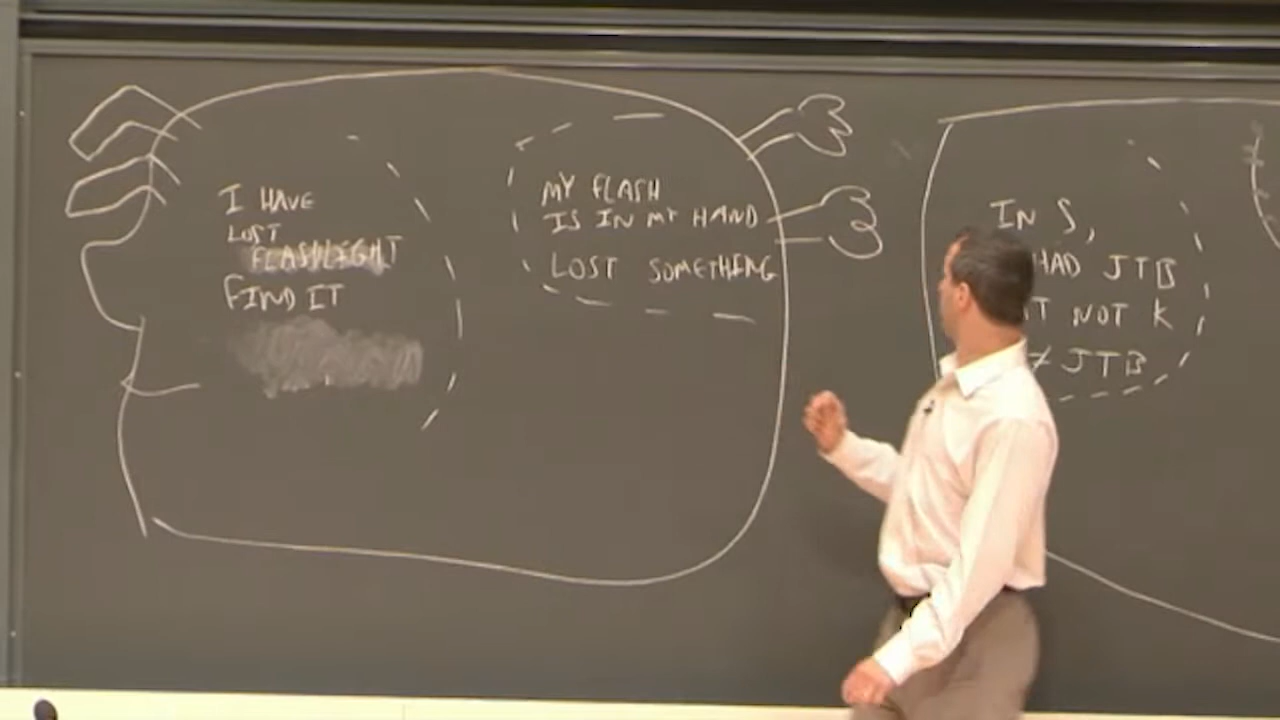 I HAVE
LOST
FLASHLIGHT
FIND IT
MY FLASH
IS IN MY HAND
LOST SOMETHING
IN S,
HAD JTB
NOT K
≠ JTB